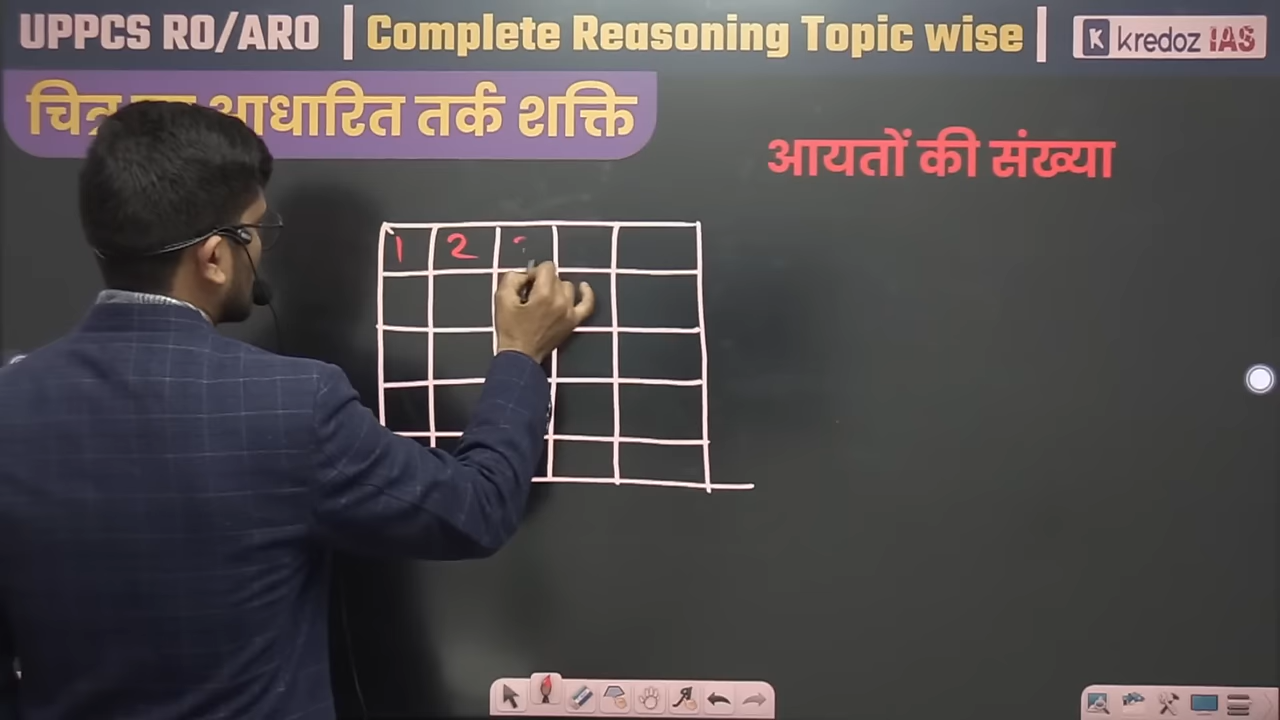 UPPCS RO/ARO | Complete Reasoning Topic wise |
K kredoz IAS
चित्र आधारित तर्क शक्ति
आयतों की संख्या
1 2